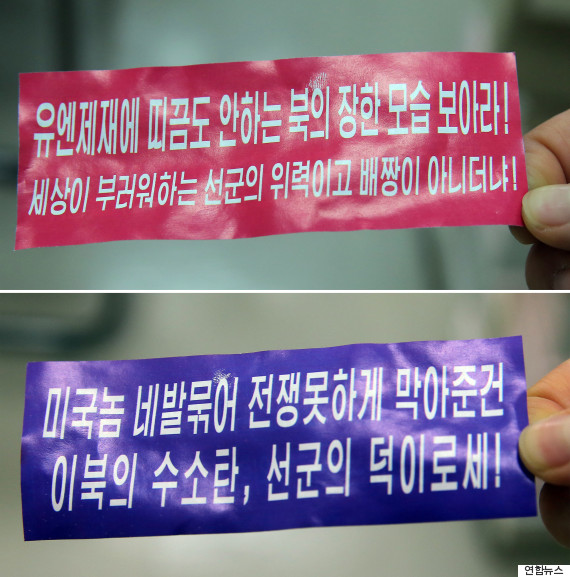 유엔제재에 띠끔도 안하는 북의 장한 모습 보아라!
세상이 부러워하는 선군의 위력이고 배짱이 아니더냐!
미국놈 네발묶어 전쟁못하게 막아준건
이북의 수소탄, 선군의 덕이로세!
연합뉴스